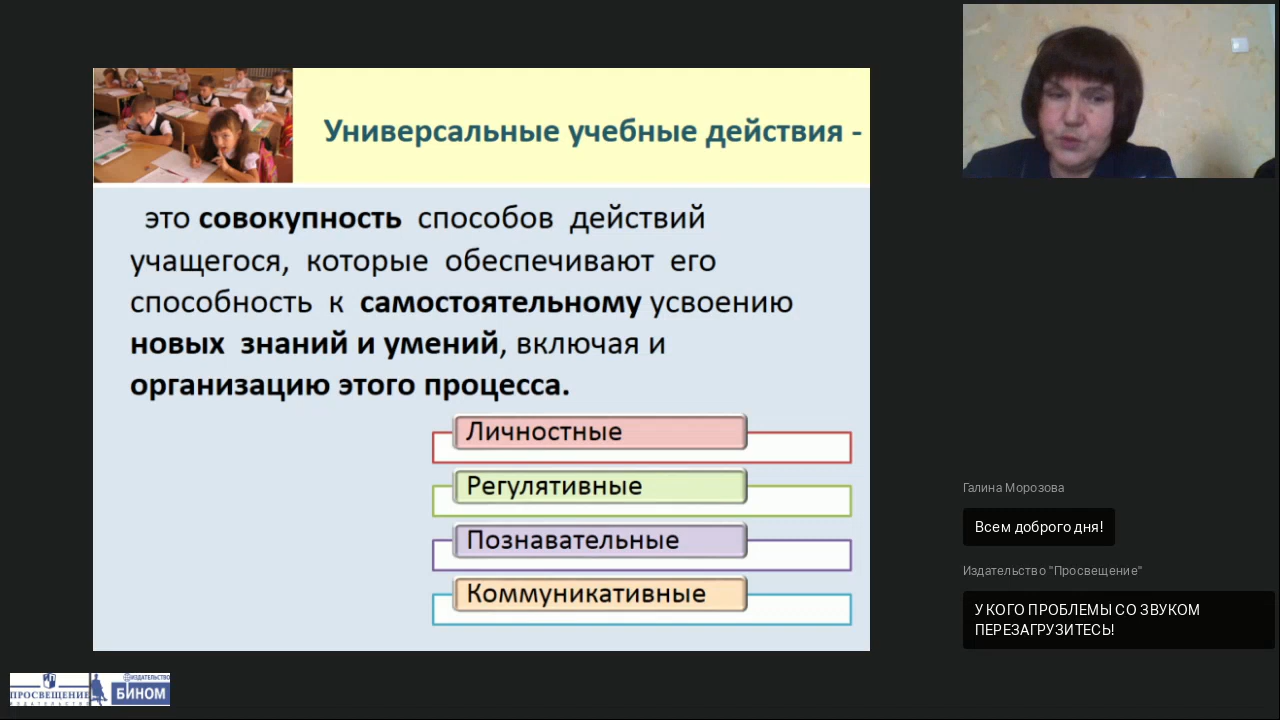 Универсальные учебные действия -
это совокупность способов действий
учащегося, которые обеспечивают его
способность к самостоятельному усвоению
новых знаний и умений, включая и
организацию этого процесса.
Личностные
Регулятивные
Познавательные
Коммуникативные
Галина Морозова
Всем доброго дня!
Издательство "Просвещение"
У КОГО ПРОБЛЕМЫ СО ЗВУКОМ
ПЕРЕЗАГРУЗИТЕСЬ!
ПРОСВЕЩЕНИЕ
ИЗДАТЕЛЬСТВО
ИЗДАТЕЛЬСТВО
БИНОМ